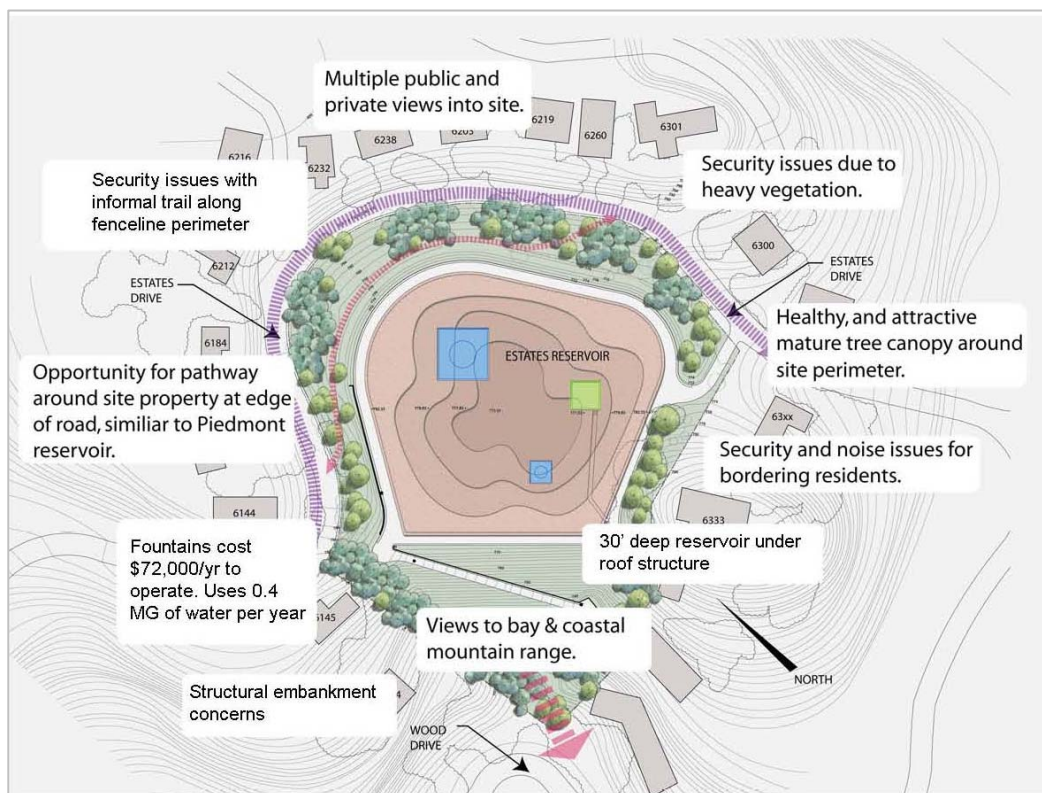 Multiple public and
private views into site.
6219
6260
6301
6238
6203
6216
6232
Security issues due to
heavy vegetation.
Security issues with
informal trail along
fenceline perimeter
6300
6212
ESTATES
DRIVE
ESTATES
DRIVE
ESTATES RESERVOIR
Healthy, and attractive
mature tree canopy around
site perimeter.
6184
Opportunity for pathway
around site property at edge
of road, similiar to Piedmont
reservoir.
63xx
Security and noise issues for
bordering residents.
6144
6333
Fountains cost
$72,000/yr to
operate. Uses 0.4
MG of water per year
30' deep reservoir under
roof structure
6145
Views to bay & coastal
mountain range.
NORTH
Structural embankment
concerns
4
WOOD
DRIVE